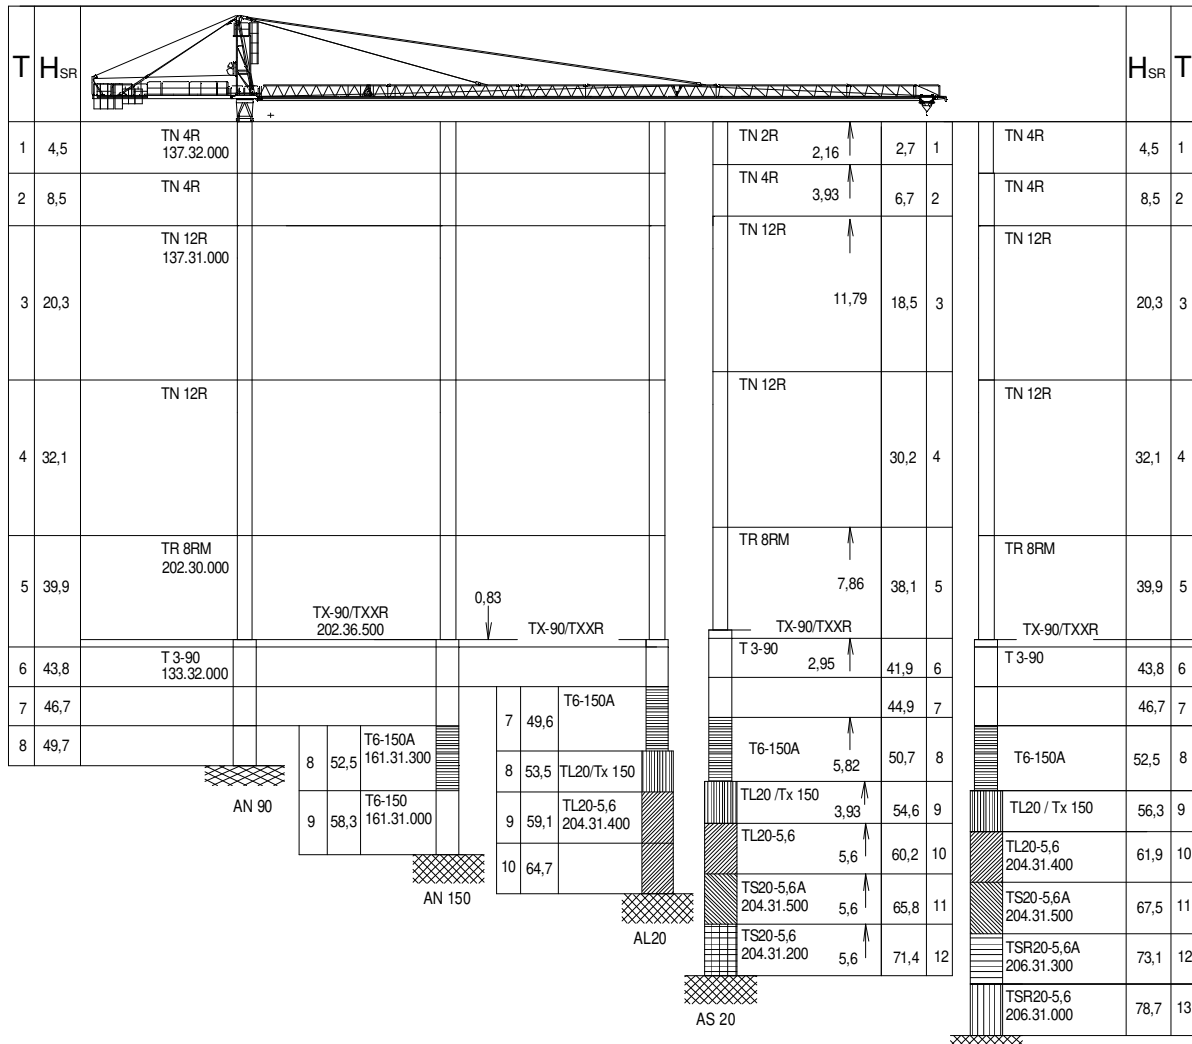 T HSR HSR T
1 4,5 TN 4R
137.32.000
2 8,5 TN 4R
3 20,3 TN 12R
137.31.000
4 32,1 TN 12R
5 39,9 TR 8RM
202.30.000
TX-90/TXXR
202.36.500
0,83
TX-90/TXXR
6 43,8 T 3-90
133.32.000
7 46,7
8 49,7
AN 90
8 52,5 T6-150A
161.31.300
9 58,3 T6-150
161.31.000
AN 150
7 49,6 T6-150A
8 53,5 TL20/Tx 150
9 59,1 TL20-5,6
204.31.400
10 64,7
AL20
TN 2R 2,16 2,7 1
TN 4R 3,93 6,7 2
TN 12R 11,79 18,5 3
TN 12R 30,2 4
TR 8RM 7,86 38,1 5
TX-90/TXXR
T 3-90 2,95 41,9 6
44,9 7
T6-150A 5,82 50,7 8
TL20 /Tx 150 3,93 54,6 9
TL20-5,6 5,6 60,2 10
TS20-5,6A
204.31.500 5,6 65,8 11
TS20-5,6
204.31.200 5,6 71,4 12
AS 20
TN 4R 4,5 1
TN 4R 8,5 2
TN 12R 20,3 3
TN 12R 32,1 4
TR 8RM 39,9 5
TX-90/TXXR
T 3-90 43,8 6
46,7 7
T6-150A 52,5 8
TL20 / Tx 150 56,3 9
TL20-5,6
204.31.400 61,9 10
TS20-5,6A
204.31.500 67,5 11
TSR20-5,6A
206.31.300 73,1 12
TSR20-5,6
206.31.000 78,7 13